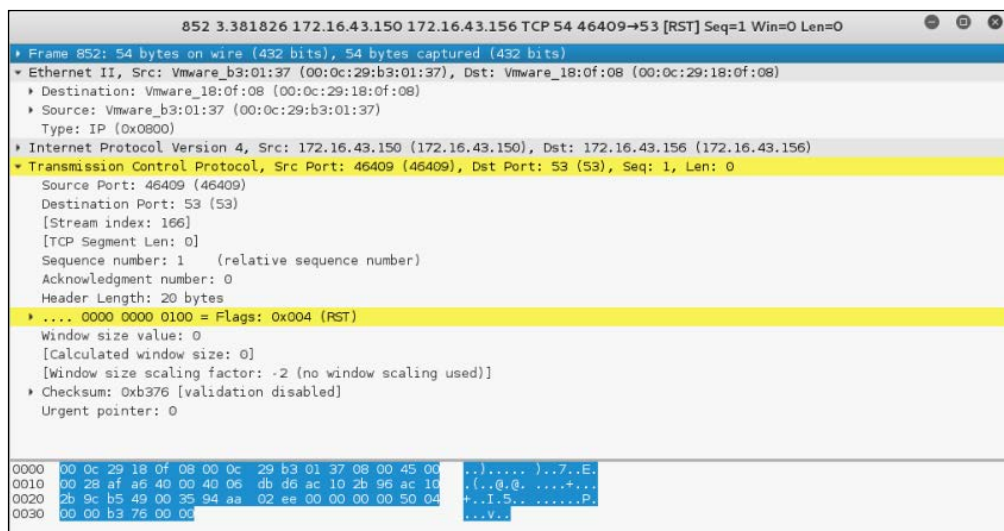 852 3.381826 172.16.43.150 172.16.43.156 TCP 54 46409→53 [RST] Seq=1 Win=0 Len=0
Frame 852: 54 bytes on wire (432 bits), 54 bytes captured (432 bits)
Ethernet II, Src: Vmware_b3:01:37 (00:0c:29:b3:01:37), Dst: Vmware_18:0f:08 (00:0c:29:18:0f:08)
Destination: Vmware_18:0f:08 (00:0c:29:18:0f:08)
Source: Vmware_b3:01:37 (00:0c:29:b3:01:37)
Type: IP (0x0800)
Internet Protocol Version 4, Src: 172.16.43.150 (172.16.43.150), Dst: 172.16.43.156 (172.16.43.156)
Transmission Control Protocol, Src Port: 46409 (46409), Dst Port: 53 (53), Seq: 1, Len: 0
Source Port: 46409 (46409)
Destination Port: 53 (53)
[Stream index: 166]
[TCP Segment Len: 0]
Sequence number: 1 (relative sequence number)
Acknowledgment number: 0
Header Length: 20 bytes
.... 0000 0000 0100 = Flags: 0x004 (RST)
Window size value: 0
[Calculated window size: 0]
[Window size scaling factor: -2 (no window scaling used)]
Checksum: 0xb376 [validation disabled]
Urgent pointer: 0
0000 00 0c 29 18 0f 08 00 0c 29 b3 01 37 08 00 45 00 ..)..... )..7..E.
0010 00 28 af a6 40 00 40 06 db d6 ac 10 2b 96 ac 10 .(..@.@. ....+...
0020 2b 9c b5 49 00 35 94 aa 02 ee 00 00 00 00 50 04 +..I.5.. ......P.
0030 00 00 b3 76 00 00 ...v..